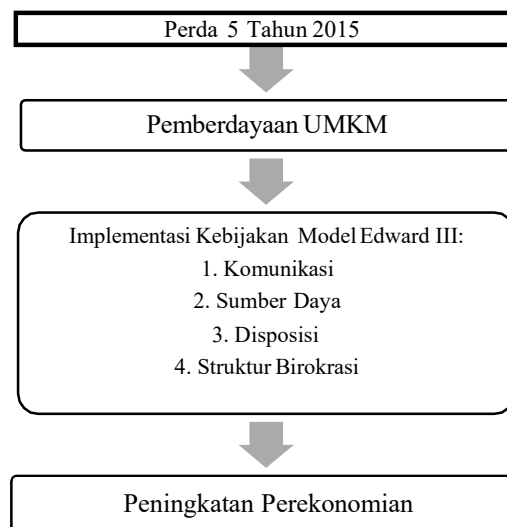 Perda 5 Tahun 2015
Pemberdayaan UMKM
Implementasi Kebijakan Model Edward III:
1. Komunikasi
2. Sumber Daya
3. Disposisi
4. Struktur Birokrasi
Peningkatan Perekonomian